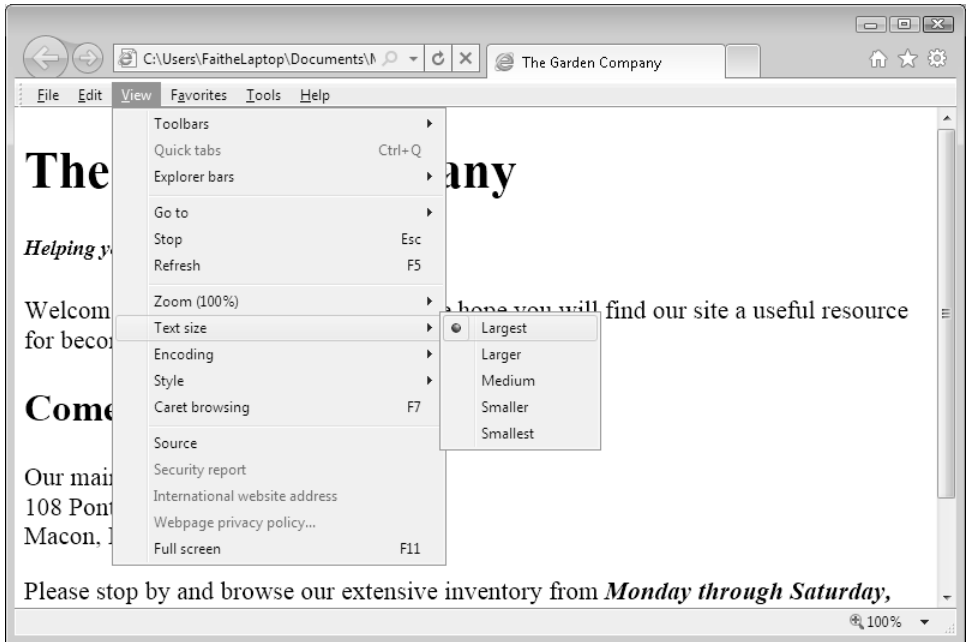 C:\Users\FaitheLaptop\Documents\
The Garden Company
File Edit View Favorites Tools Help
Toolbars
Quick tabs Ctrl+Q
Explorer bars
Go to
Stop Esc
Refresh F5
Zoom (100%)
Text size
Encoding
Style
Caret browsing F7
Source
Security report
International website address
Webpage privacy policy...
Full screen F11
Largest
Larger
Medium
Smaller
Smallest
The any
Helping
Welcom hope you will find our site a useful resource
for
Come
Our
108
Macon,
Please stop by and browse our extensive inventory from Monday through Saturday,
100%